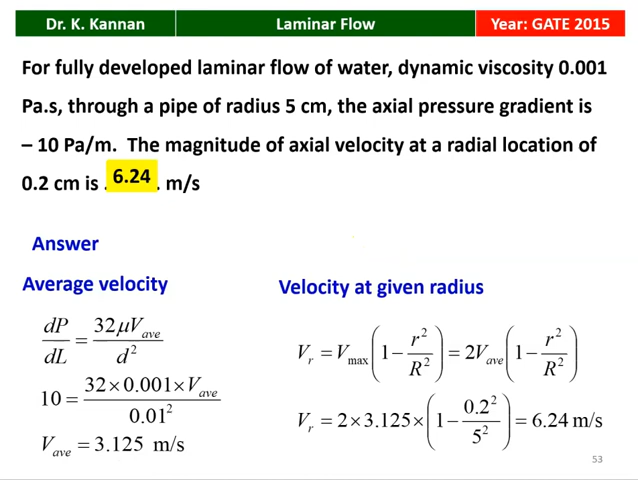 Dr. K. Kannan
Laminar Flow
Year: GATE 2015
For fully developed laminar flow of water, dynamic viscosity 0.001
Pa.s, through a pipe of radius 5 cm, the axial pressure gradient is
– 10 Pa/m. The magnitude of axial velocity at a radial location of
0.2 cm is . 6.24 . m/s
Answer
Average velocity
dP/dL = 32μV_ave/d²
10 = 32×0.001×V_ave/0.01²
V_ave = 3.125 m/s
Velocity at given radius
V_r = V_max(1 − r²/R²) = 2V_ave(1 − r²/R²)
V_r = 2×3.125×(1 − 0.2²/5²) = 6.24 m/s
53